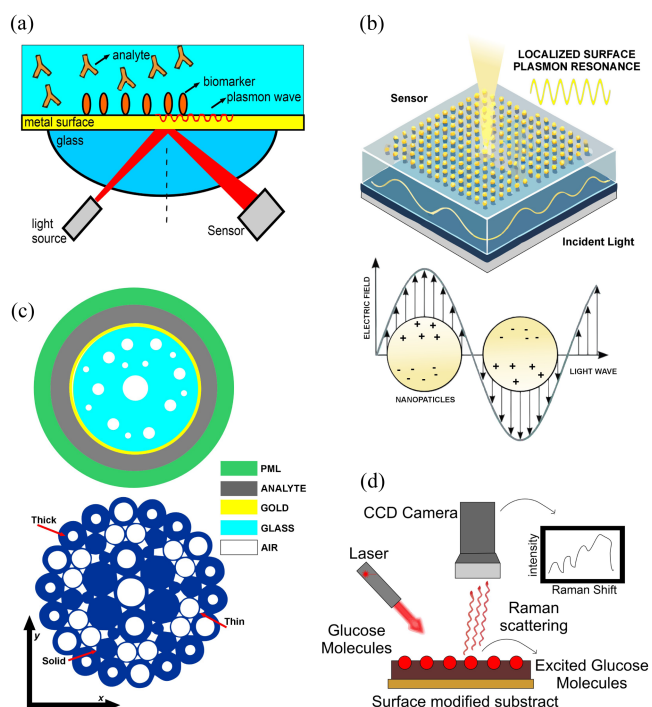 (a)
analyte
biomarker
plasmon wave
metal surface
glass
light
source
Sensor
(b)
LOCALIZED SURFACE
PLASMON RESONANCE
Sensor
Incident Light
ELECTRIC FIELD
+ +
+ + +
- - -
- - -
- - -
- -
+ + +
+ +
LIGHT WAVE
NANOPATICLES
(c)
PML
ANALYTE
GOLD
GLASS
AIR
Thick
Thin
Solid
y
x
(d)
CCD Camera
Laser
intensity
Raman Shift
Raman
scattering
Glucose
Molecules
Excited Glucose
Molecules
Surface modified substract